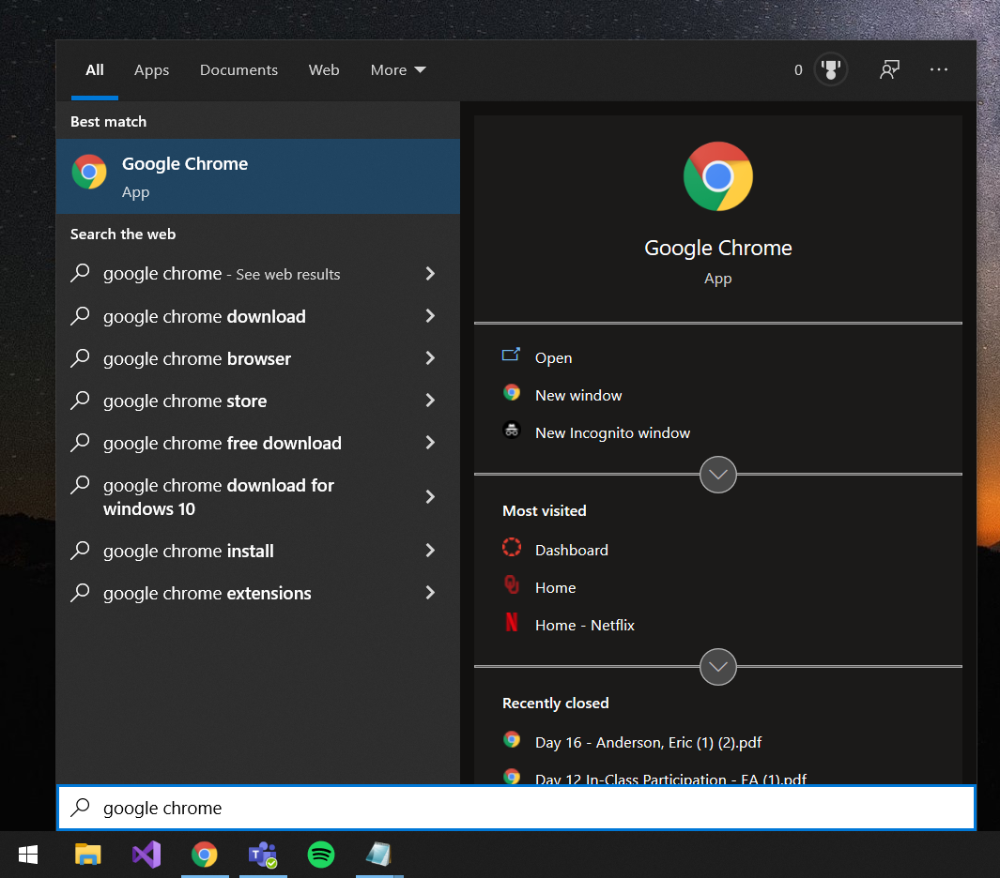 All Apps Documents Web More 0
Best match
Google Chrome
App
Search the web
google chrome - See web results
google chrome download
google chrome browser
google chrome store
google chrome free download
google chrome download for
windows 10
google chrome install
google chrome extensions
Google Chrome
App
Open
New window
New Incognito window
Most visited
Dashboard
Home
Home - Netflix
Recently closed
Day 16 - Anderson, Eric (1) (2).pdf
Day 12 In-Class Participation - EA (1).pdf
google chrome